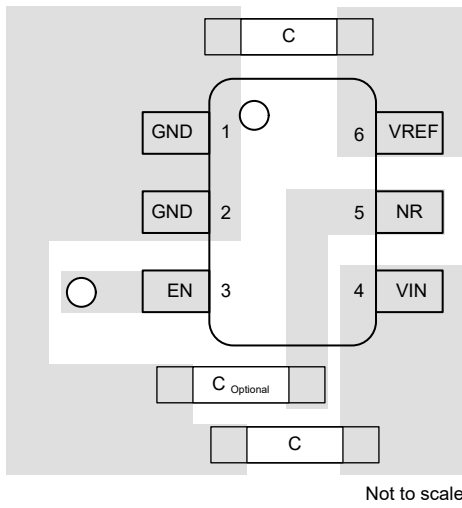 C
GND 1 6 VREF
GND 2 5 NR
EN 3 4 VIN
C Optional
C
Not to scale